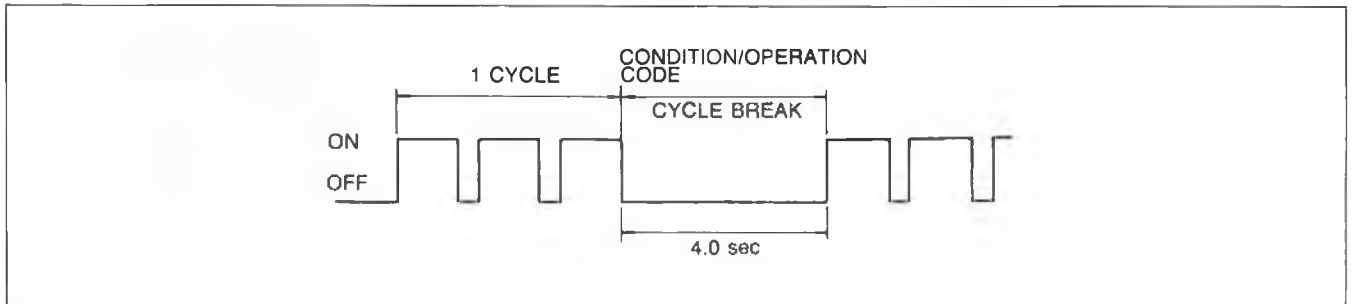 CONDITION/OPERATION
CODE
1 CYCLE
CYCLE BREAK
ON
OFF
4.0 sec